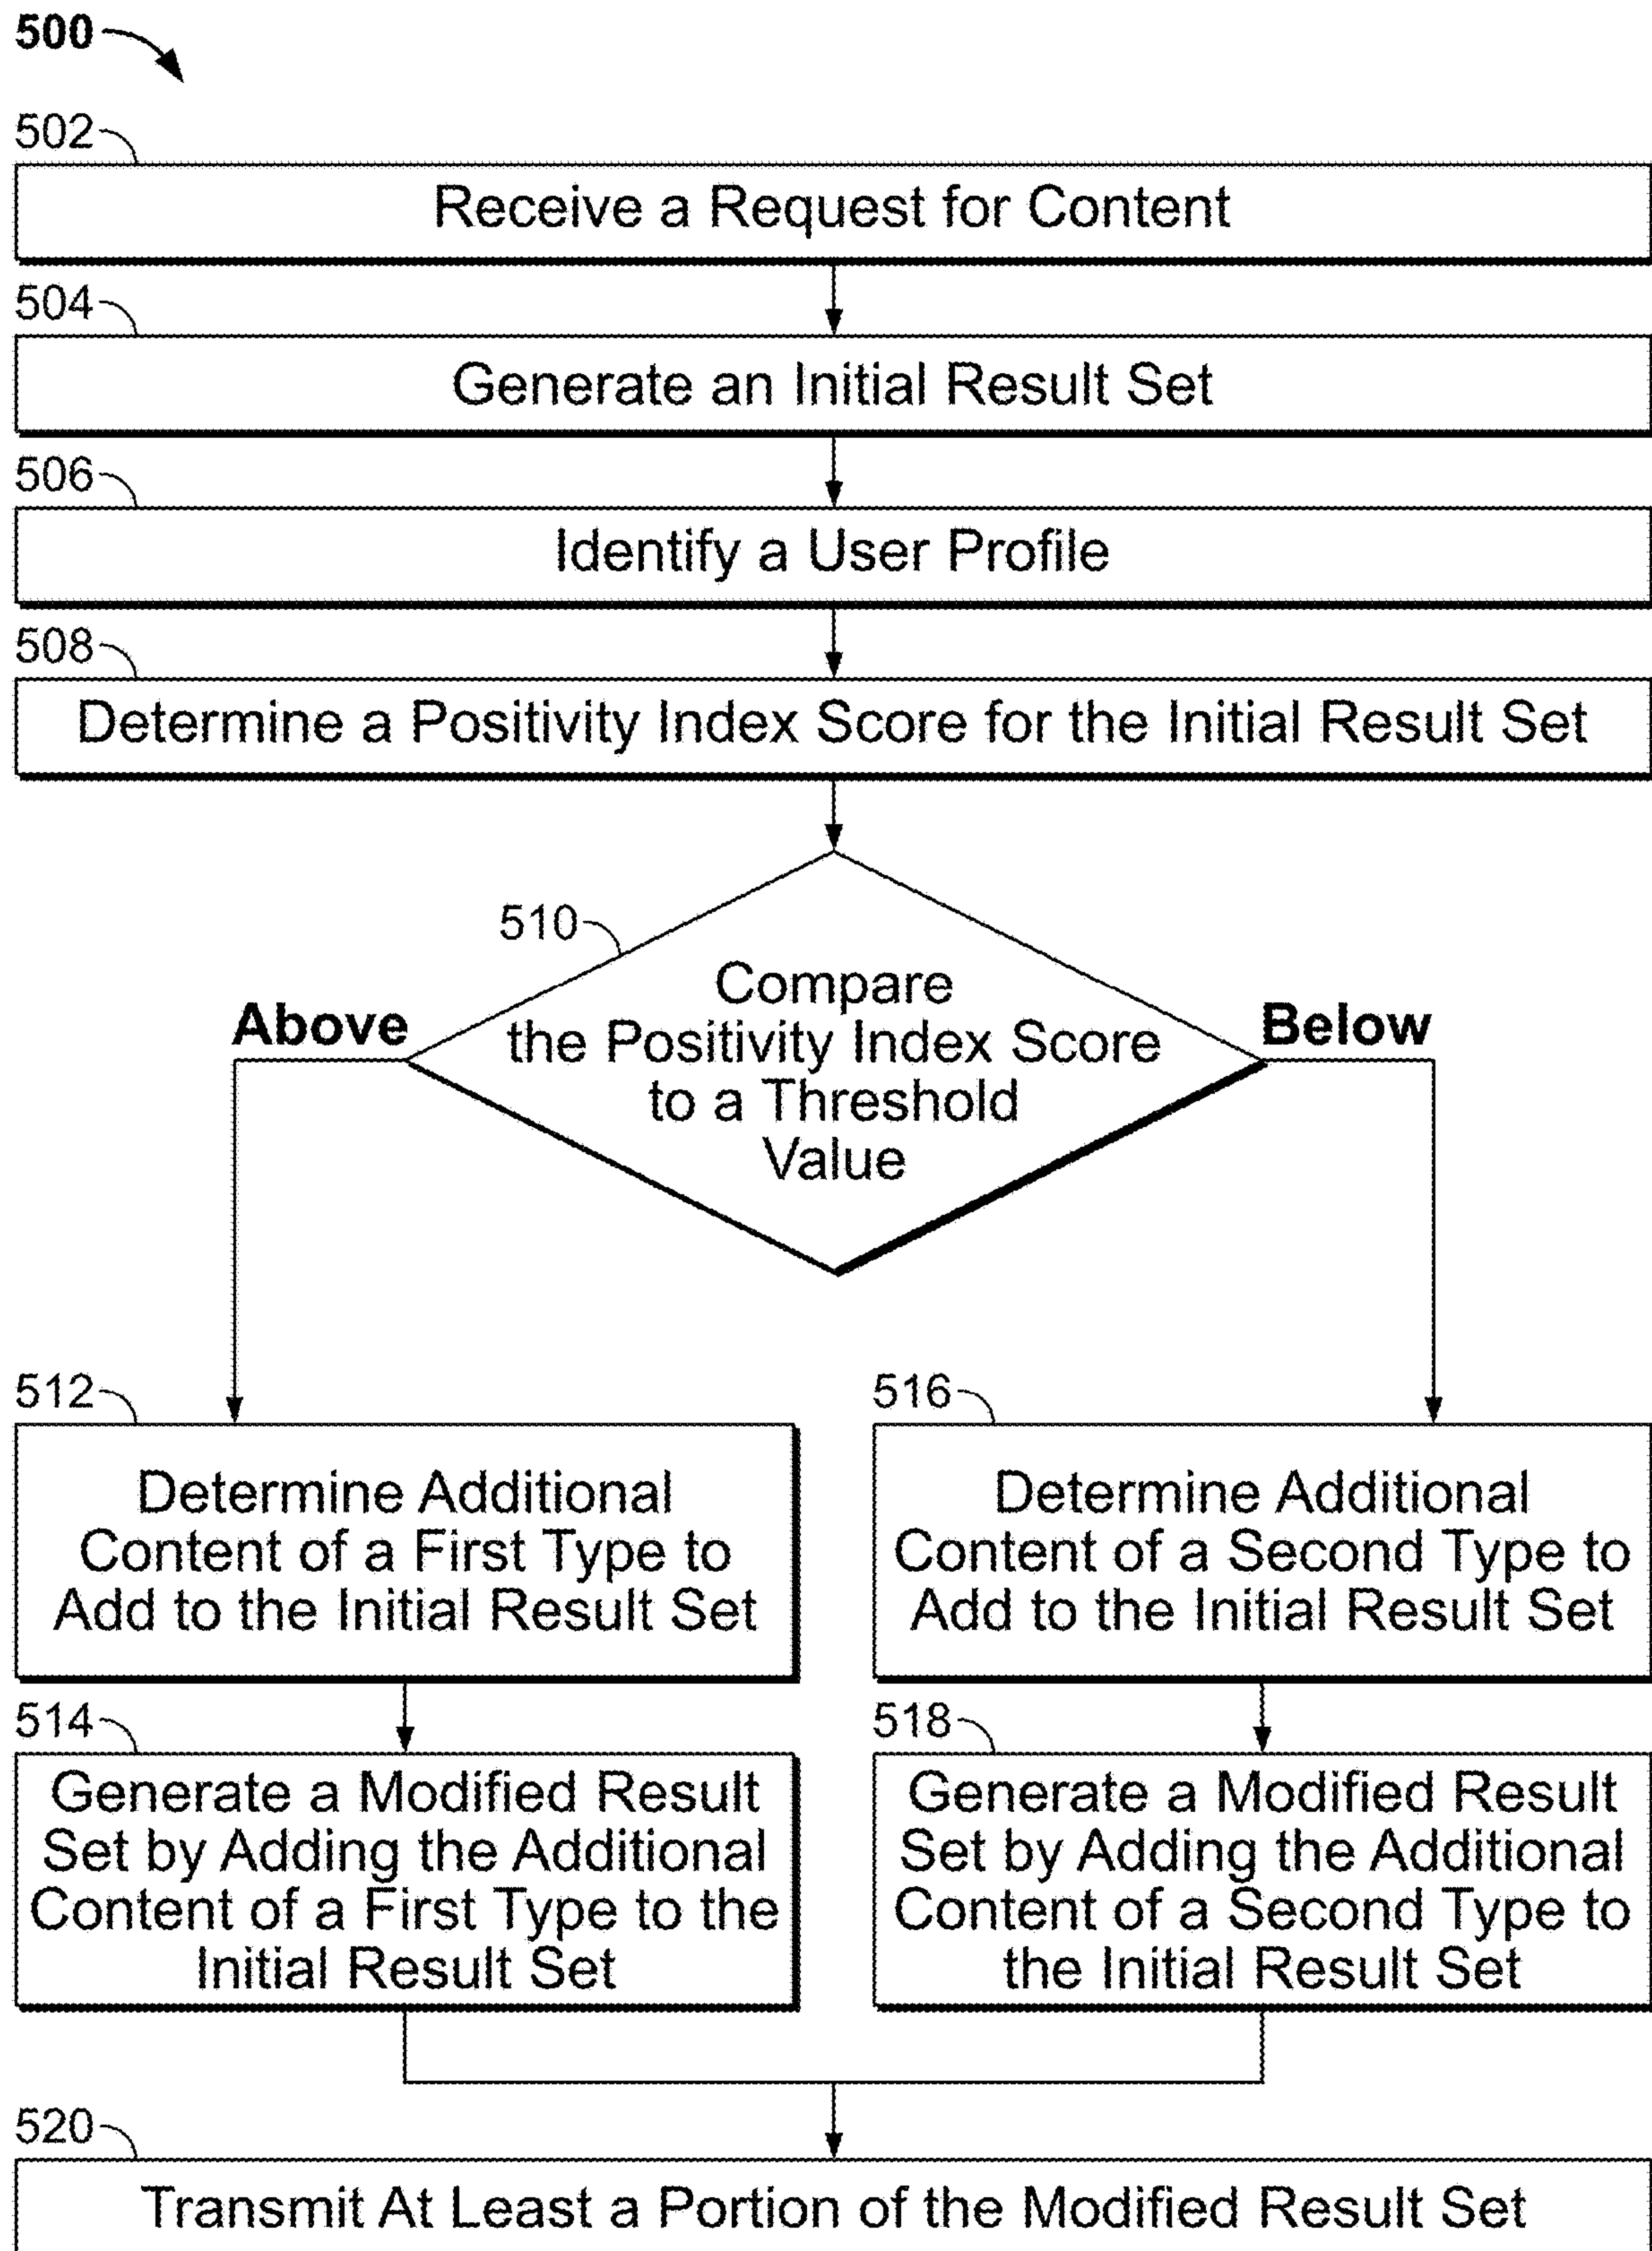 500
502
Receive a Request for Content
504
Generate an Initial Result Set
506
Identify a User Profile
508
Determine a Positivity Index Score for the Initial Result Set
510
Compare
the Positivity Index Score
to a Threshold
Value
Above
Below
512
Determine Additional
Content of a First Type to
Add to the Initial Result Set
516
Determine Additional
Content of a Second Type to
Add to the Initial Result Set
514
Generate a Modified Result
Set by Adding the Additional
Content of a First Type to the
Initial Result Set
518
Generate a Modified Result
Set by Adding the Additional
Content of a Second Type to
the Initial Result Set
520
Transmit At Least a Portion of the Modified Result Set